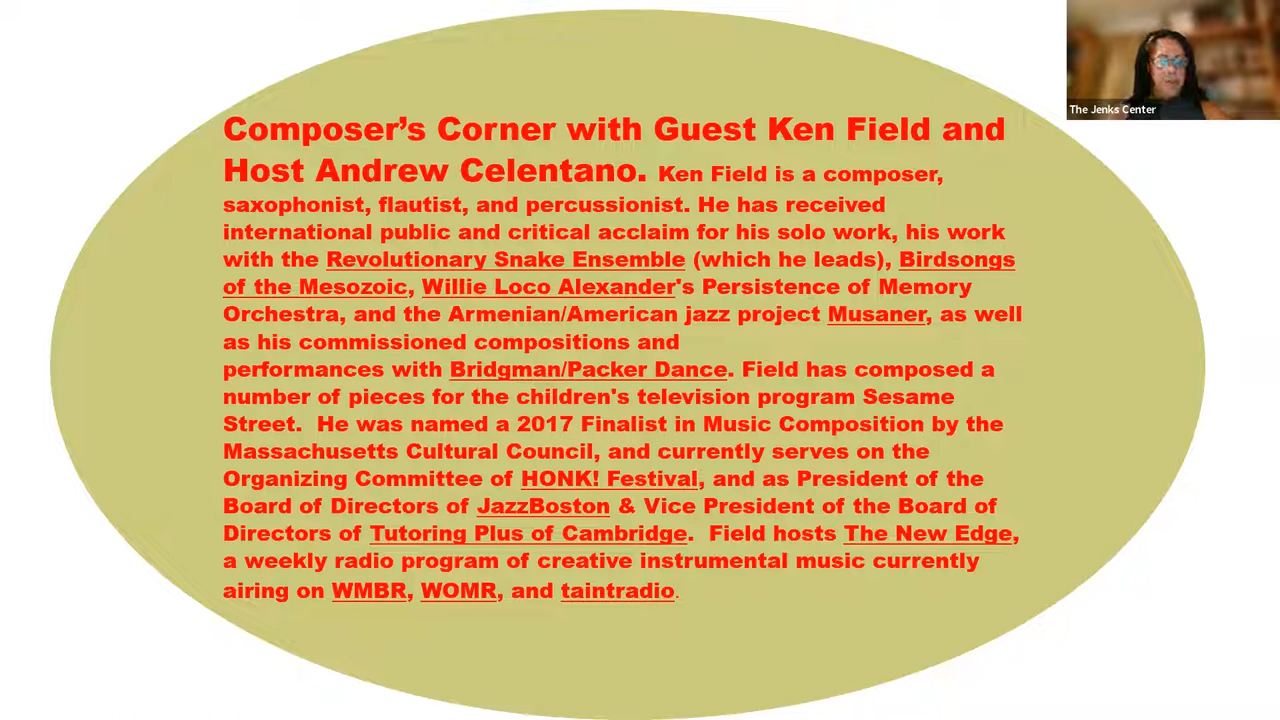 Composer’s Corner with Guest Ken Field and
Host Andrew Celentano. Ken Field is a composer,
saxophonist, flautist, and percussionist. He has received
international public and critical acclaim for his solo work, his work
with the Revolutionary Snake Ensemble (which he leads), Birdsongs
of the Mesozoic, Willie Loco Alexander's Persistence of Memory
Orchestra, and the Armenian/American jazz project Musaner, as well
as his commissioned compositions and
performances with Bridgman/Packer Dance. Field has composed a
number of pieces for the children's television program Sesame
Street.  He was named a 2017 Finalist in Music Composition by the
Massachusetts Cultural Council, and currently serves on the
Organizing Committee of HONK! Festival, and as President of the
Board of Directors of JazzBoston & Vice President of the Board of
Directors of Tutoring Plus of Cambridge.  Field hosts The New Edge,
a weekly radio program of creative instrumental music currently
airing on WMBR, WOMR, and taintradio.
The Jenks Center